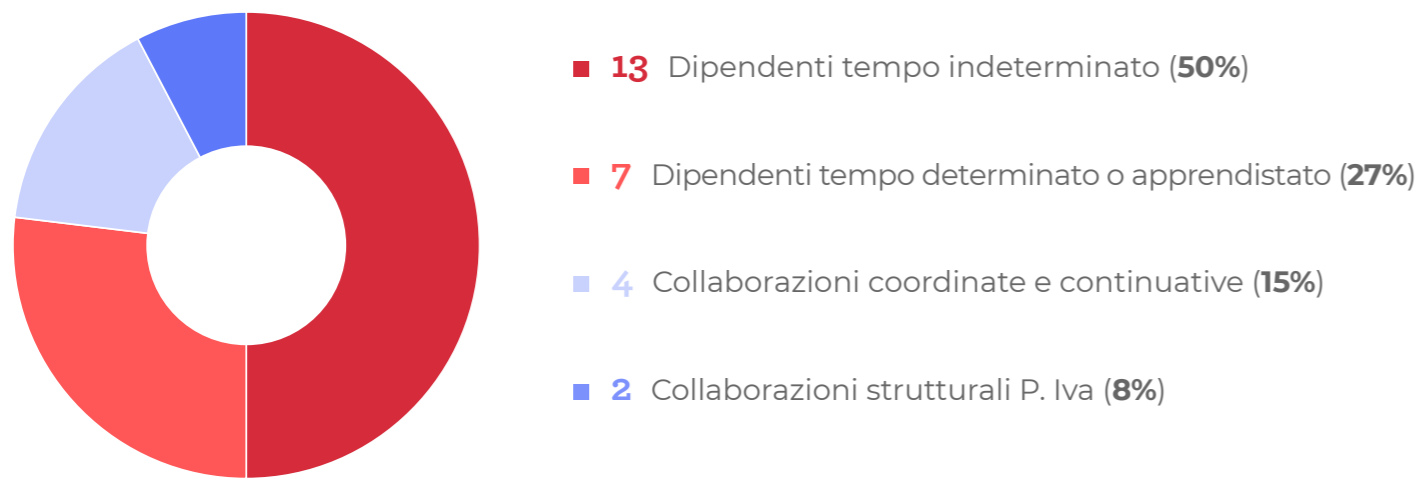 13 Dipendenti tempo indeterminato (50%)
7 Dipendenti tempo determinato o apprendistato (27%)
4 Collaborazioni coordinate e continuative (15%)
2 Collaborazioni strutturali P. Iva (8%)